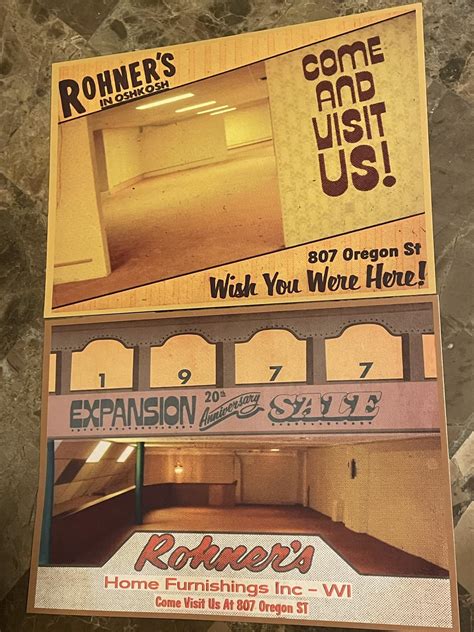 ROHNER'S
IN OSHKOSH
COME
AND
VISIT
US!
807 Oregon St
Wish You Were Here!
1 9 7 7
EXPANSION 20th Anniversary SALE
Rohner's
Home Furnishings Inc - WI
Come Visit Us At 807 Oregon ST